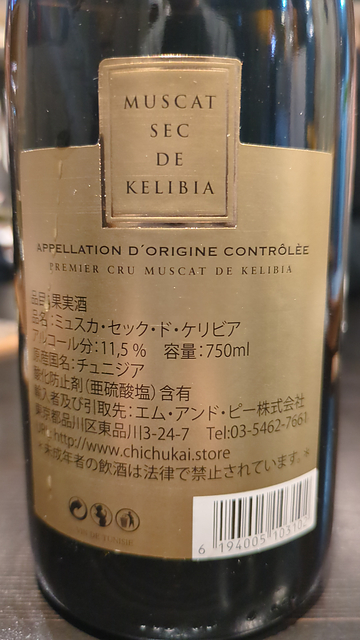 MUSCAT
SEC
DE
KELIBIA
APPELLATION D'ORIGINE CONTRÔLÉE
PREMIER CRU MUSCAT DE KELIBIA
品目:果実酒
品名:ミュスカ・セック・ド・ケリビア
アルコール分:11,5% 容量:750ml
原産国名:チュニジア
酸化防止剤(亜硫酸塩)含有
輸入者及び引取先:エム・アンド・ピー株式会社
東京都品川区東品川3-24-7 Tel:03-5462-7661
URL http://www.chichukai.store
*未成年者の飲酒は法律で禁止されています。*
6 194005 103102